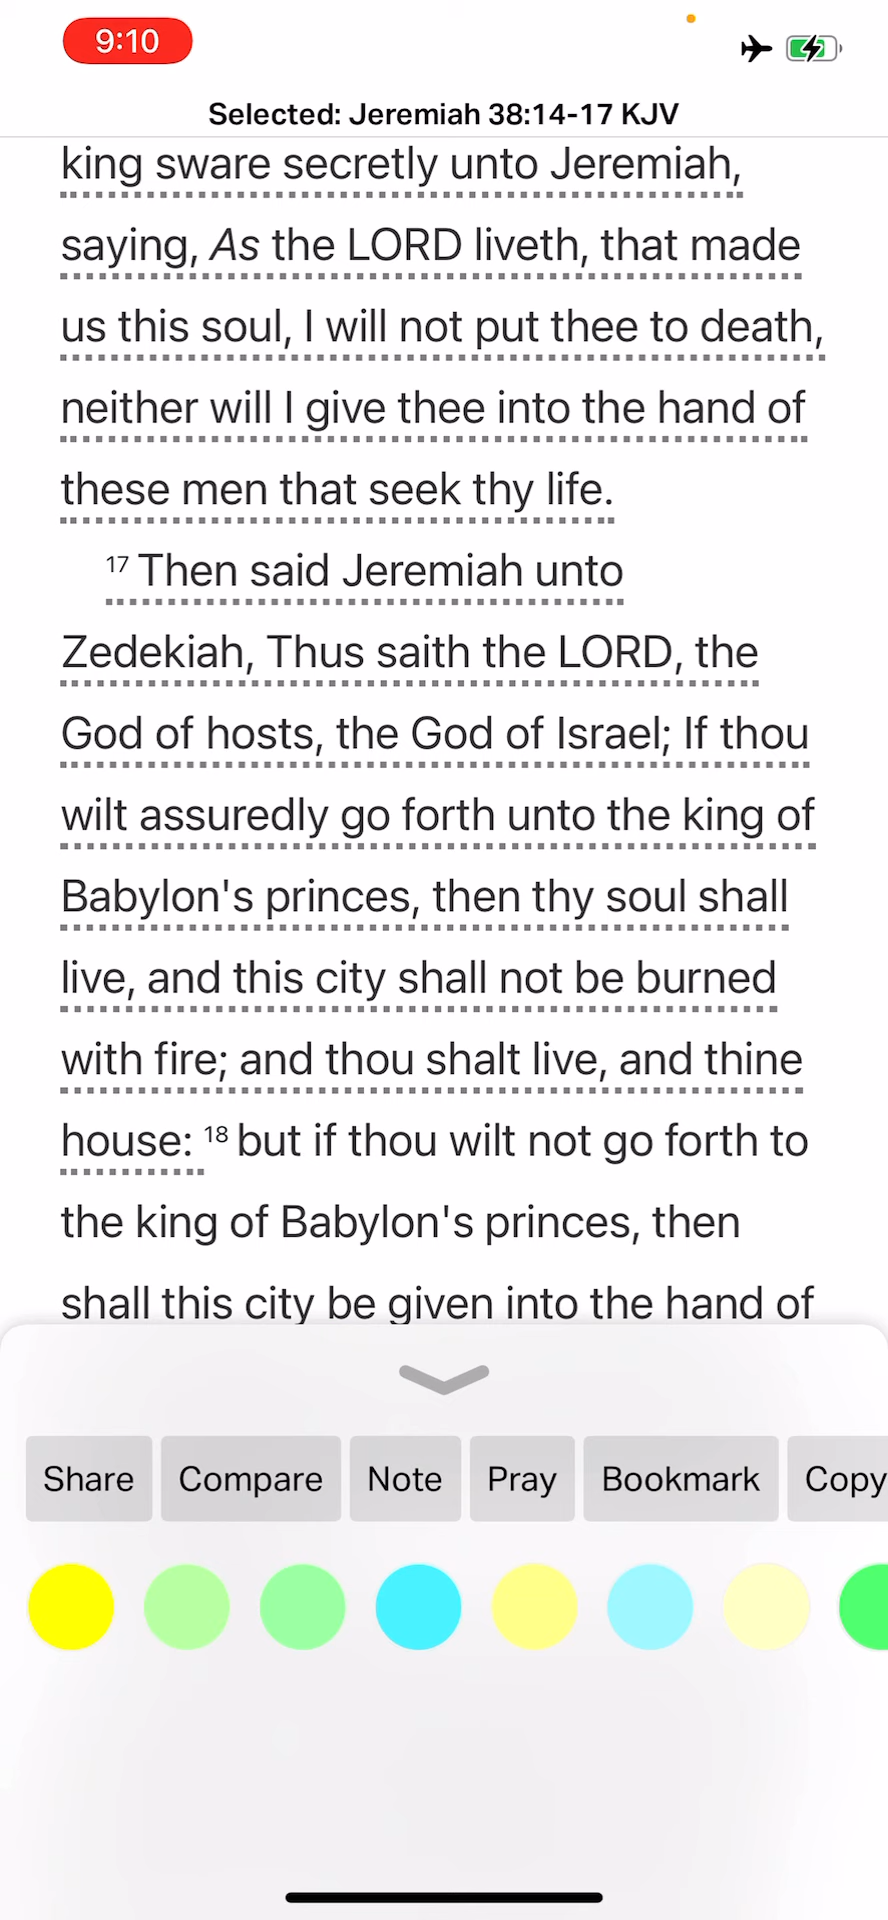 9:10
Selected: Jeremiah 38:14-17 KJV
king sware secretly unto Jeremiah,
saying, As the LORD liveth, that made
us this soul, I will not put thee to death,
neither will I give thee into the hand of
these men that seek thy life.
17 Then said Jeremiah unto
Zedekiah, Thus saith the LORD, the
God of hosts, the God of Israel; If thou
wilt assuredly go forth unto the king of
Babylon's princes, then thy soul shall
live, and this city shall not be burned
with fire; and thou shalt live, and thine
house: 18 but if thou wilt not go forth to
the king of Babylon's princes, then
shall this city be given into the hand of
Share Compare Note Pray Bookmark Copy